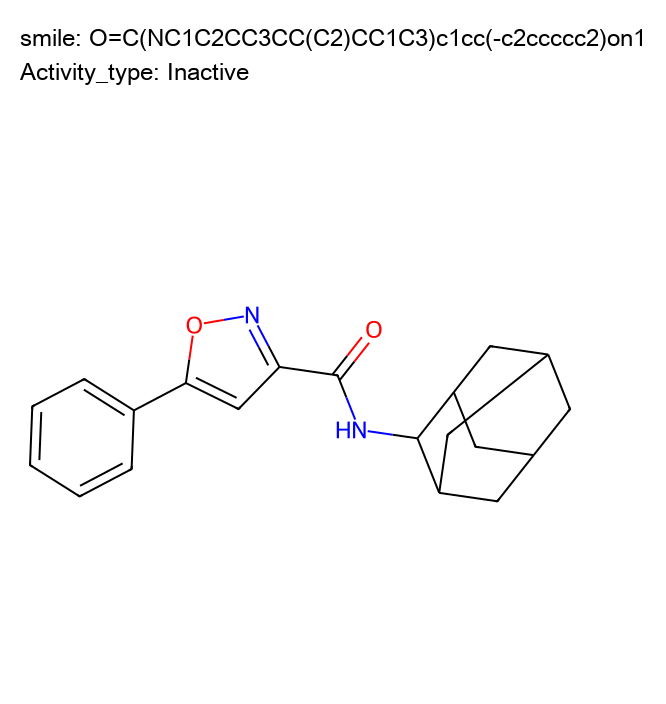 smile: O=C(NC1C2CC3CC(C2)CC1C3)c1cc(-c2ccccc2)on1
Activity_type: Inactive
O
N
O
HN